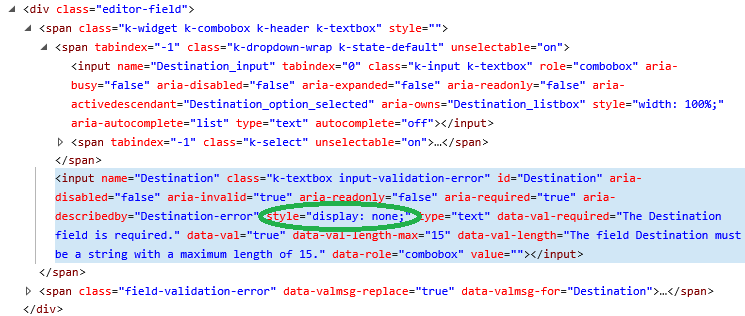 <div class="editor-field">
<span class="k-widget k-combobox k-header k-textbox" style="">
<span tabindex="-1" class="k-dropdown-wrap k-state-default" unselectable="on">
<input name="Destination_input" tabindex="0" class="k-input k-textbox" role="combobox" aria-
busy="false" aria-disabled="false" aria-expanded="false" aria-readonly="false" aria-
activedescendant="Destination_option_selected" aria-owns="Destination_listbox" style="width: 100%;"
aria-autocomplete="list" type="text" autocomplete="off"></input>
<span tabindex="-1" class="k-select" unselectable="on">…</span>
</span>
<input name="Destination" class="k-textbox input-validation-error" id="Destination" aria-
disabled="false" aria-invalid="true" aria-readonly="false" aria-required="true" aria-
describedby="Destination-error" style="display: none;" type="text" data-val-required="The Destination
field is required." data-val="true" data-val-length-max="15" data-val-length="The field Destination must
be a string with a maximum length of 15." data-role="combobox" value=""></input>
</span>
<span class="field-validation-error" data-valmsg-replace="true" data-valmsg-for="Destination">…</span>
</div>